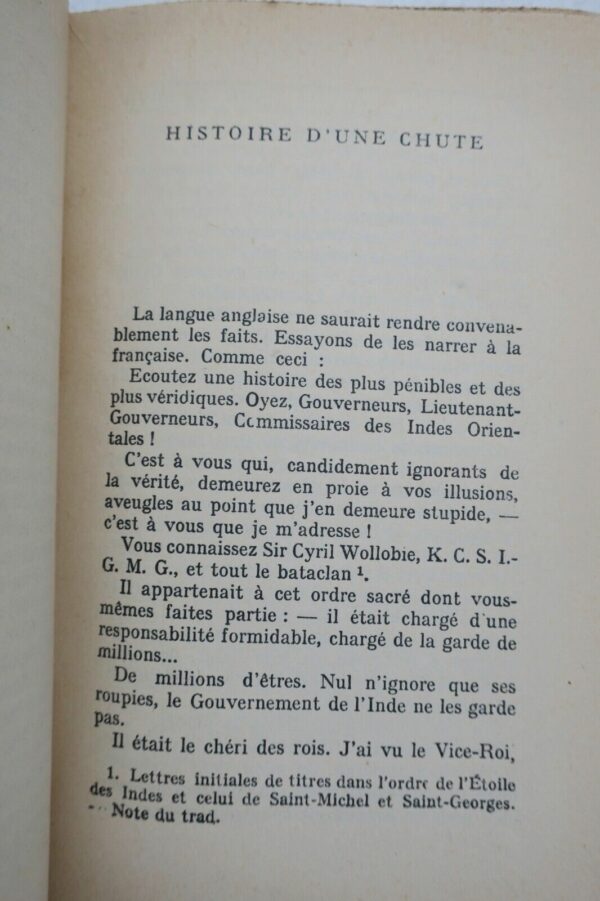 HISTOIRE D'UNE CHUTE
La langue anglaise ne saurait rendre convena-
blement les faits. Essayons de les narrer à la
française. Comme ceci :
Ecoutez une histoire des plus pénibles et des
plus véridiques. Oyez, Gouverneurs, Lieutenant-
Gouverneurs, Commissaires des Indes Orien-
tales !
C'est à vous qui, candidement ignorants de
la vérité, demeurez en proie à vos illusions,
aveugles au point que j'en demeure stupide, —
c'est à vous que je m'adresse !
Vous connaissez Sir Cyril Wollobie, K. C. S. I.-
G. M. G., et tout le bataclan ¹.
Il appartenait à cet ordre sacré dont vous-
mêmes faites partie : — il était chargé d'une
responsabilité formidable, chargé de la garde de
millions...
De millions d'êtres. Nul n'ignore que ses
roupies, le Gouvernement de l'Inde ne les garde
pas.
Il était le chéri des rois. J'ai vu le Vice-Roi,
1. Lettres initiales de titres dans l'ordre de l'Étoile
des Indes et celui de Saint-Michel et Saint-Georges.
- Note du trad.